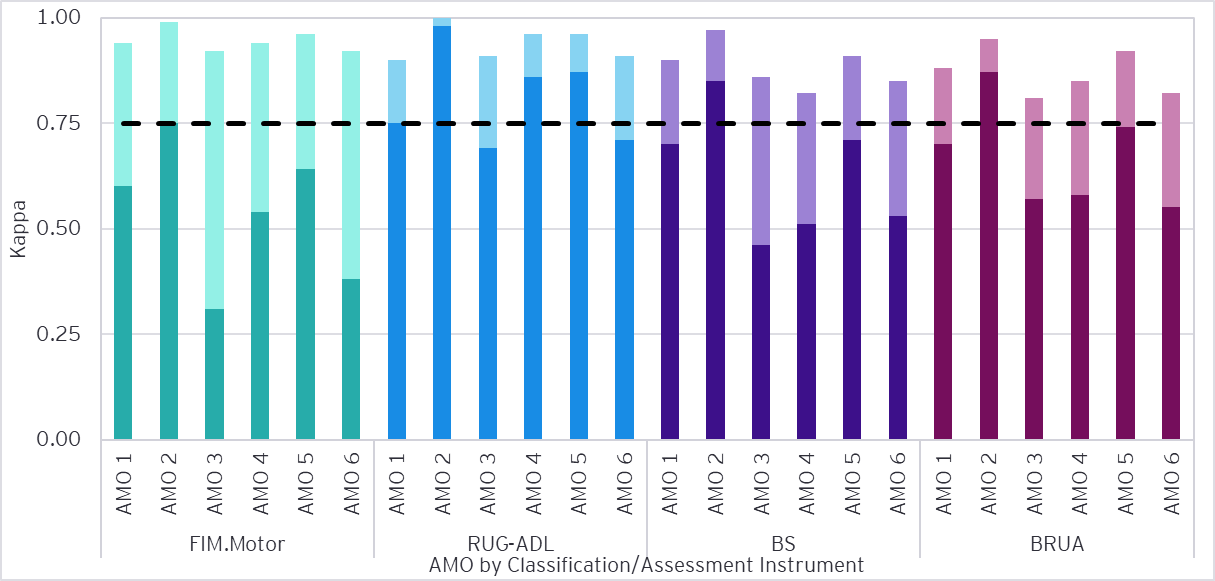 1.00
0.75
0.50
0.25
0.00
Kappa
AMO 1 AMO 2 AMO 3 AMO 4 AMO 5 AMO 6 AMO 1 AMO 2 AMO 3 AMO 4 AMO 5 AMO 6 AMO 1 AMO 2 AMO 3 AMO 4 AMO 5 AMO 6 AMO 1 AMO 2 AMO 3 AMO 4 AMO 5 AMO 6
FIM.Motor RUG-ADL BS BRUA
AMO by Classification/Assessment Instrument